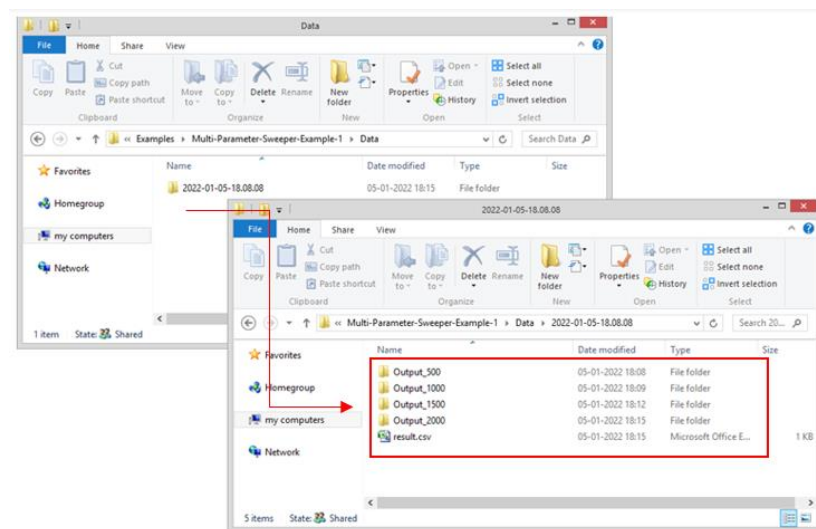 Data
File Home Share View
Copy
Paste
Cut
Copy path
Paste shortcut
Move to
Copy to
Delete
Rename
New folder
Properties
Open
Edit
History
Select all
Select none
Invert selection
Clipboard
Organize
New
Open
Select
« Examples › Multi-Parameter-Sweeper-Example-1 › Data
Search Data
Favorites
Homegroup
my computers
Network
Name Date modified Type Size
2022-01-05-18.08.08 05-01-2022 18:15 File folder
1 item State: Shared
2022-01-05-18.08.08
File Home Share View
Copy
Paste
Cut
Copy path
Paste shortcut
Move to
Copy to
Delete
Rename
New folder
Properties
Open
Edit
History
Select all
Select none
Invert selection
Clipboard
Organize
New
Open
Select
« Multi-Parameter-Sweeper-Example-1 › Data › 2022-01-05-18.08.08
Search 20...
Favorites
Homegroup
my computers
Network
Name Date modified Type Size
Output_500 05-01-2022 18:08 File folder
Output_1000 05-01-2022 18:09 File folder
Output_1500 05-01-2022 18:12 File folder
Output_2000 05-01-2022 18:15 File folder
result.csv 05-01-2022 18:15 Microsoft Office E... 1 KB
5 items State: Shared